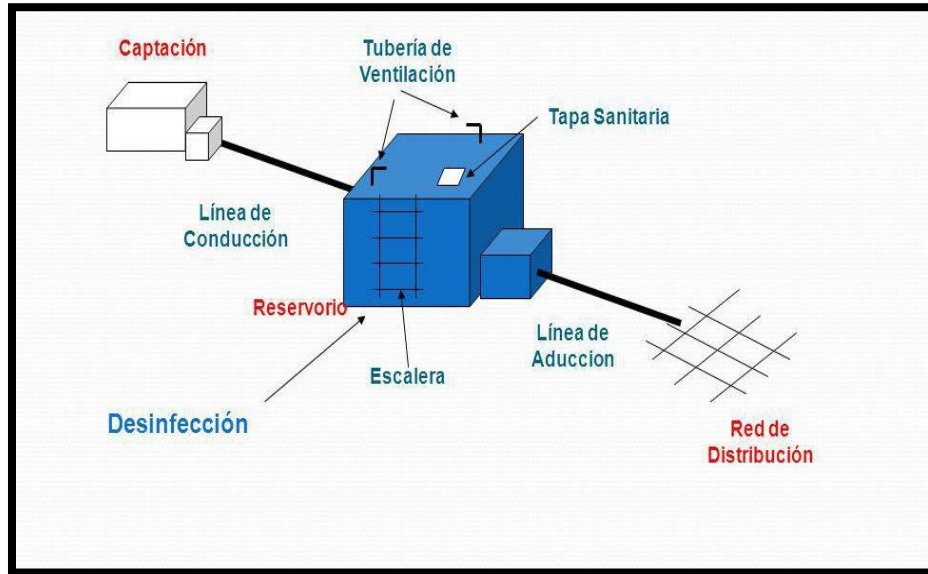 Captación
Tubería de
Ventilación
Tapa Sanitaria
Línea de
Conducción
Reservorio
Escalera
Línea de
Aduccion
Desinfección
Red de
Distribución